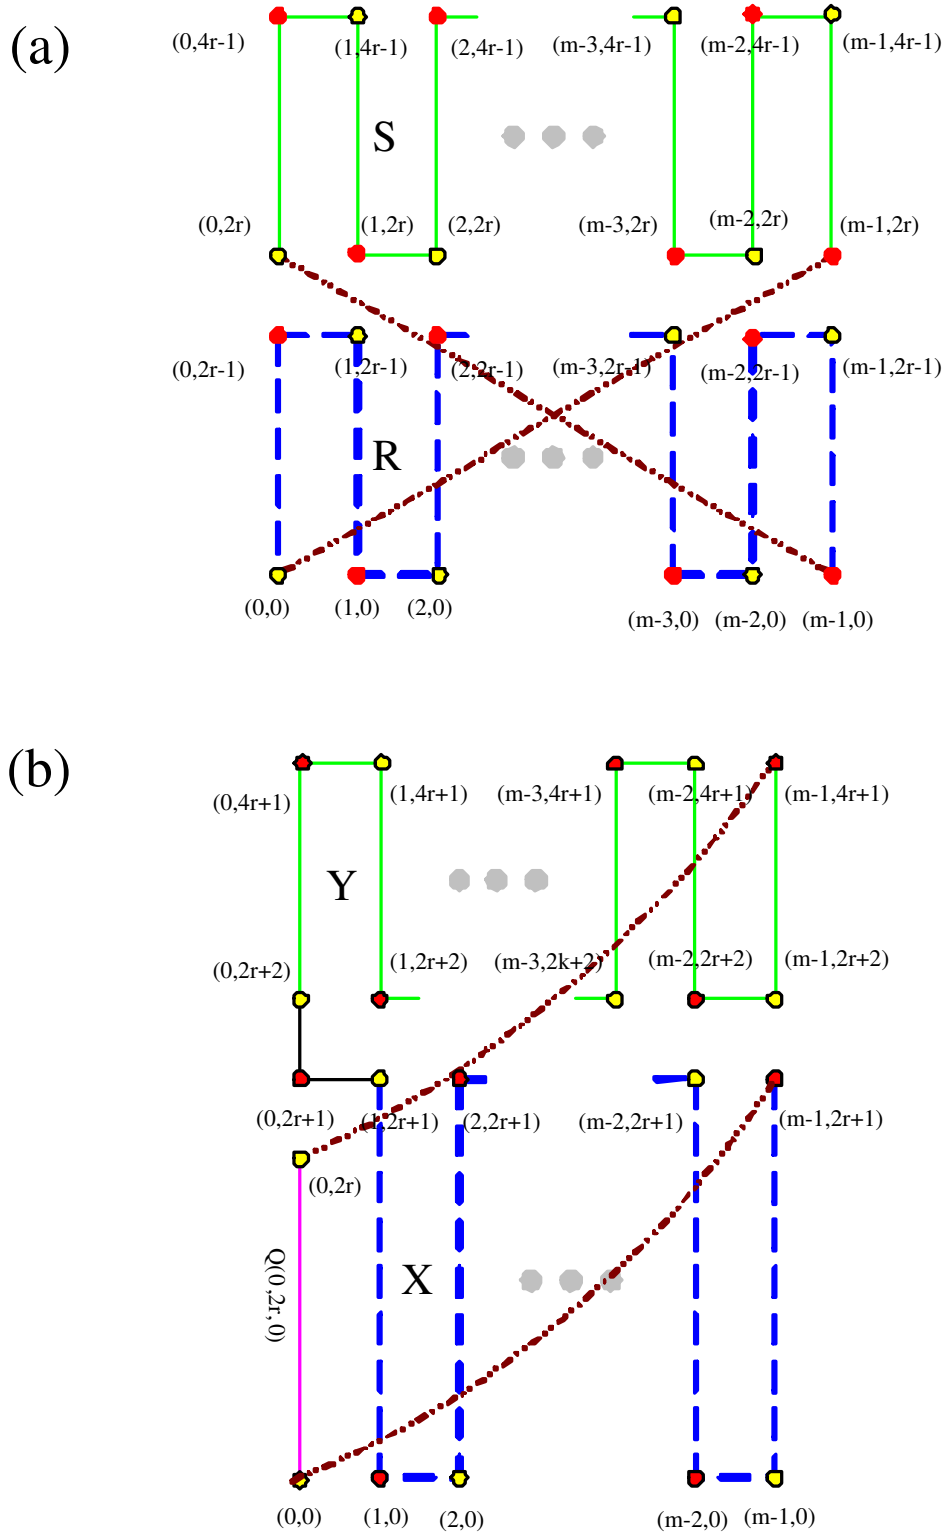 (a)
(0,4r-1) (1,4r-1) (2,4r-1) (m-3,4r-1) (m-2,4r-1) (m-1,4r-1)
S
(0,2r) (1,2r) (2,2r) (m-3,2r) (m-2,2r) (m-1,2r)
(0,2r-1) (1,2r-1) (2,2r-1) (m-3,2r-1) (m-2,2r-1) (m-1,2r-1)
R
(0,0) (1,0) (2,0) (m-3,0) (m-2,0) (m-1,0)
(b)
(0,4r+1) (1,4r+1) (m-3,4r+1) (m-2,4r+1) (m-1,4r+1)
Y
(0,2r+2) (1,2r+2) (m-3,2k+2) (m-2,2r+2) (m-1,2r+2)
(0,2r+1) (1,2r+1) (2,2r+1) (m-2,2r+1) (m-1,2r+1)
(0,2r)
Q(0,2r,0)
X
(0,0) (1,0) (2,0) (m-2,0) (m-1,0)